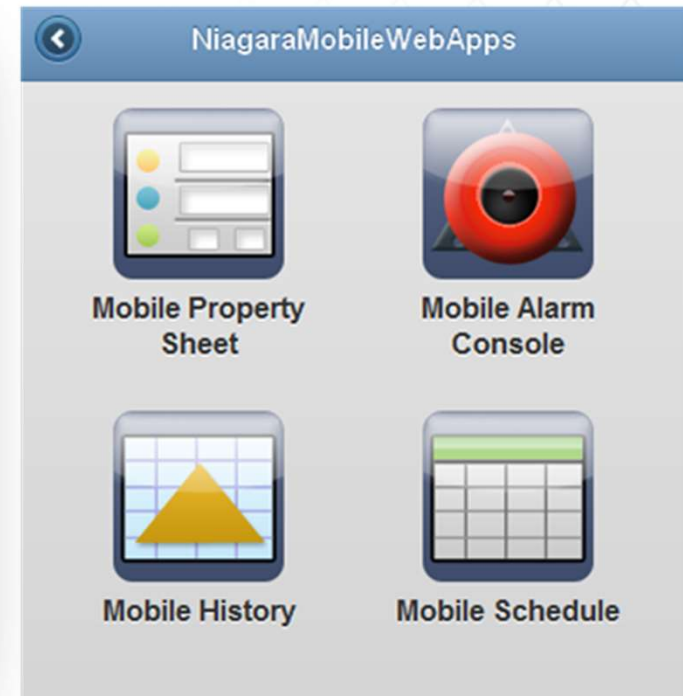 NiagaraMobileWebApps
Mobile Property
Sheet
Mobile Alarm
Console
Mobile History
Mobile Schedule